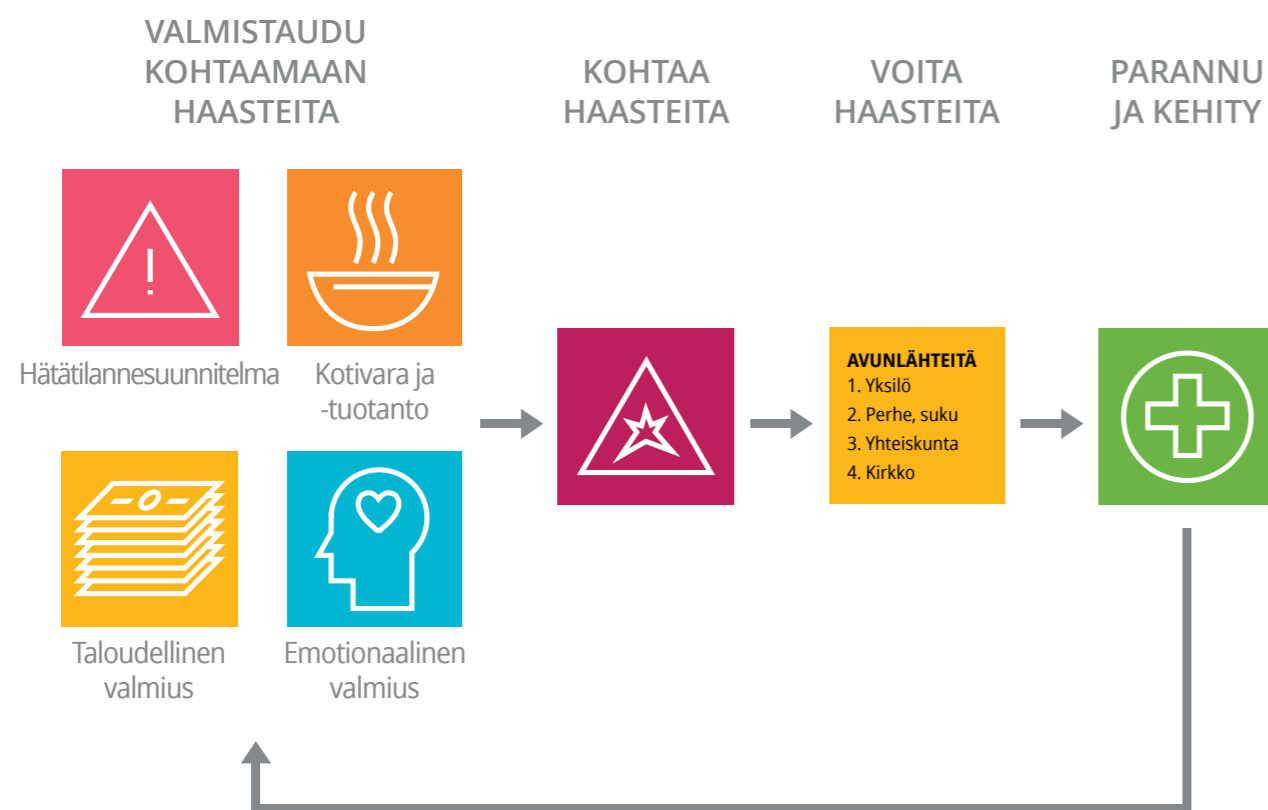 VALMISTAUDU
KOHTAAMAAN
HAASTEITA
KOHTAA
HAASTEITA
VOITA
HAASTEITA
PARANNU
JA KEHITY
!
Hätätilannesuunnitelma
Kotivara ja
-tuotanto
Taloudellinen
valmius
Emotionaalinen
valmius
AVUNLÄHTEITÄ
1. Yksilö
2. Perhe, suku
3. Yhteiskunta
4. Kirkko